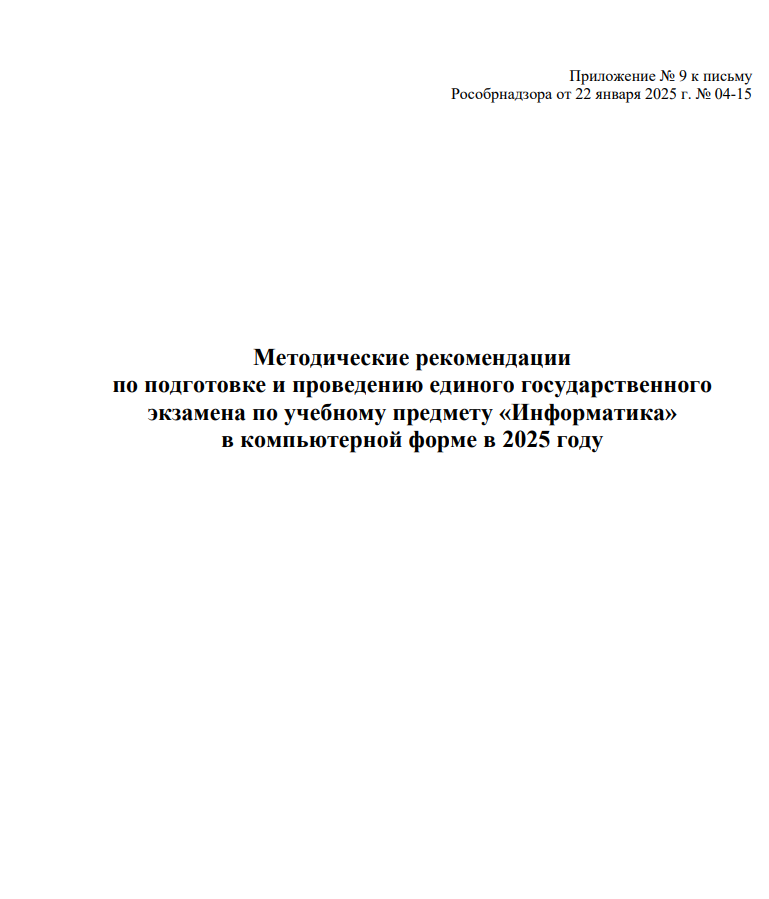 Приложение № 9 к письму
Рособрнадзора от 22 января 2025 г. № 04-15
Методические рекомендации
по подготовке и проведению единого государственного
экзамена по учебному предмету «Информатика»
в компьютерной форме в 2025 году